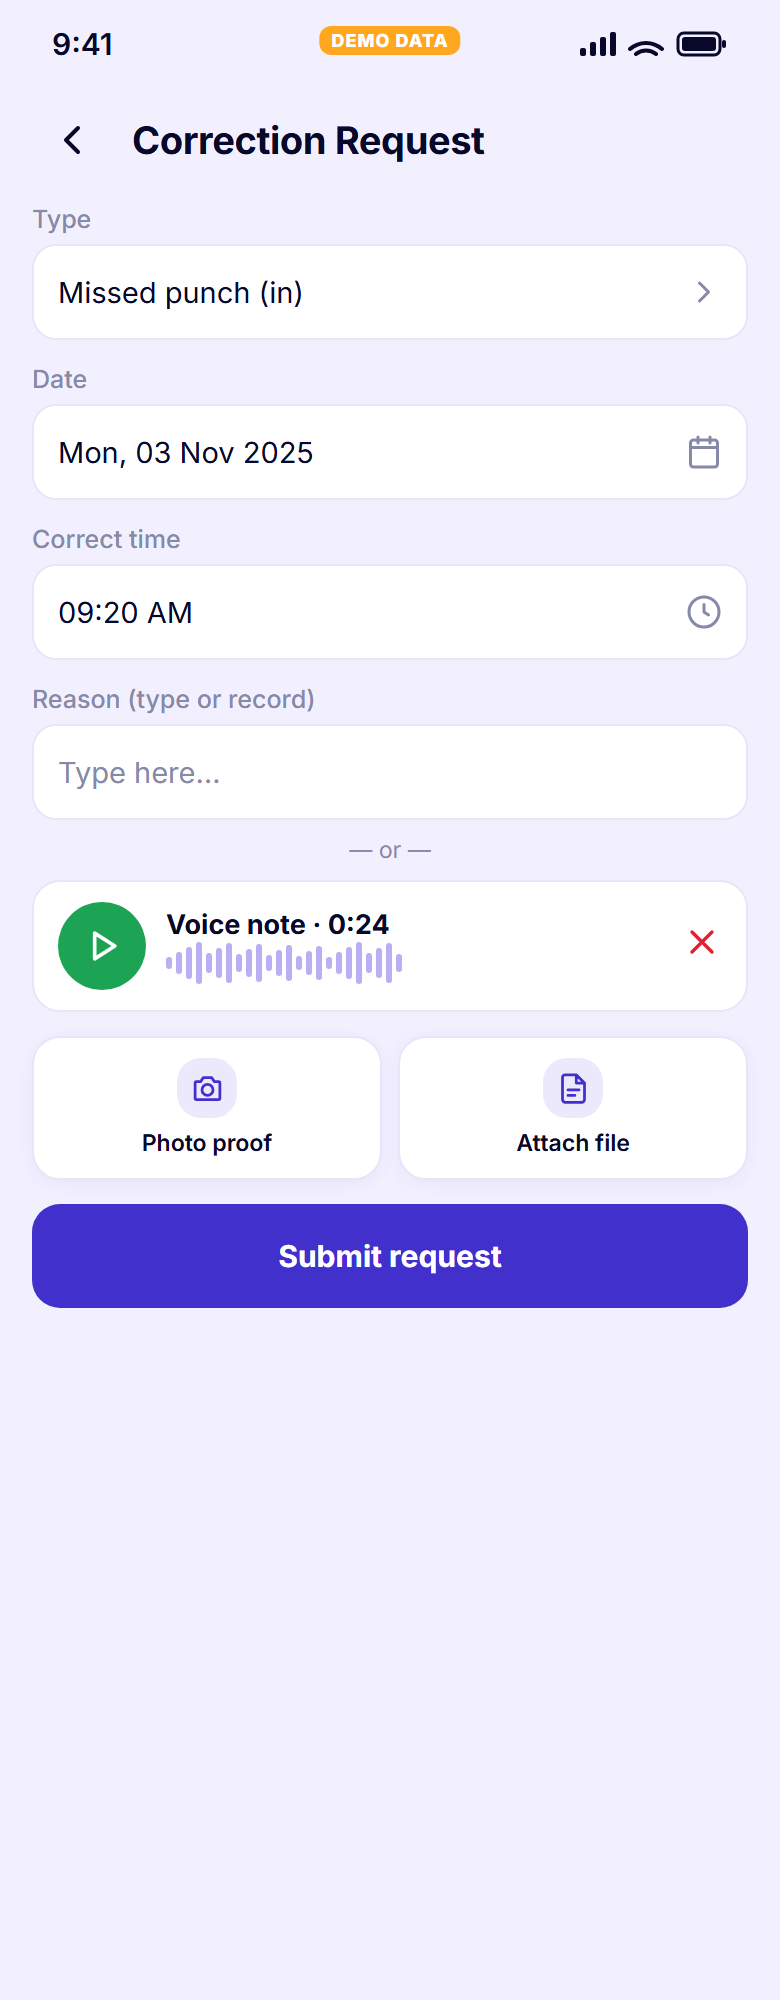 9:41
DEMO DATA
Correction Request
Type
Missed punch (in)
Date
Mon, 03 Nov 2025
Correct time
09:20 AM
Reason (type or record)
Type here...
— or —
Voice note · 0:24
Photo proof
Attach file
Submit request